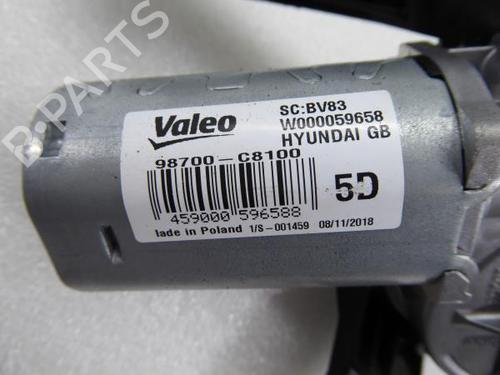 B-PARTS
Valeo
SC:BV83
W000059658
HYUNDAI GB
98700-C8100
5D
459000 596588
lade in Poland 1/S-001459 08/11/2018